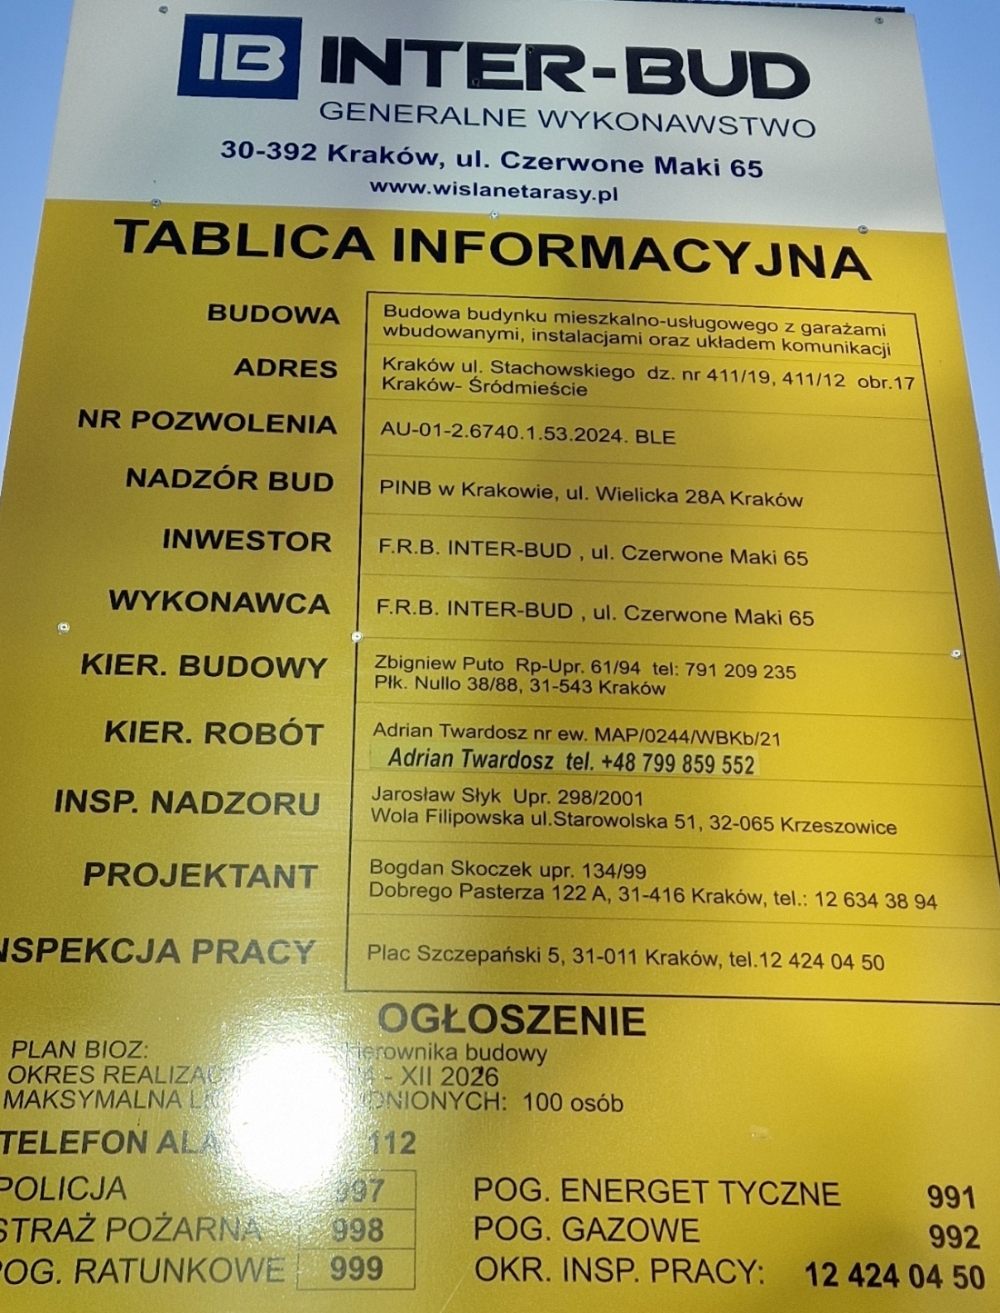 IB INTER-BUD
GENERALNE WYKONAWSTWO
30-392 Kraków, ul. Czerwone Maki 65
www.wislanetarasy.pl
TABLICA INFORMACYJNA
BUDOWA Budowa budynku mieszkalno-usługowego z garażami
wbudowanymi, instalacjami oraz układem komunikacji
ADRES Kraków ul. Stachowskiego dz. nr 411/19, 411/12 obr.17
Kraków- Śródmieście
NR POZWOLENIA AU-01-2.6740.1.53.2024. BLE
NADZÓR BUD PINB w Krakowie, ul. Wielicka 28A Kraków
INWESTOR F.R.B. INTER-BUD , ul. Czerwone Maki 65
WYKONAWCA F.R.B. INTER-BUD , ul. Czerwone Maki 65
KIER. BUDOWY Zbigniew Puto Rp-Upr. 61/94 tel: 791 209 235
Płk. Nullo 38/88, 31-543 Kraków
KIER. ROBÓT Adrian Twardosz nr ew. MAP/0244/WBKb/21
Adrian Twardosz tel. +48 799 859 552
INSP. NADZORU Jarosław Słyk Upr. 298/2001
Wola Filipowska ul.Starowolska 51, 32-065 Krzeszowice
PROJEKTANT Bogdan Skoczek upr. 134/99
Dobrego Pasterza 122 A, 31-416 Kraków, tel.: 12 634 38 94
NSPEKCJA PRACY Plac Szczepański 5, 31-011 Kraków, tel.12 424 04 50
OGŁOSZENIE
PLAN BIOZ: ierownika budowy
OKRES REALIZAC - XII 2026
MAKSYMALNA L NIONYCH: 100 osób
TELEFON ALA 112
POLICJA 997 POG. ENERGET TYCZNE 991
STRAŻ POŻARNA 998 POG. GAZOWE 992
POG. RATUNKOWE 999 OKR. INSP. PRACY: 12 424 04 50